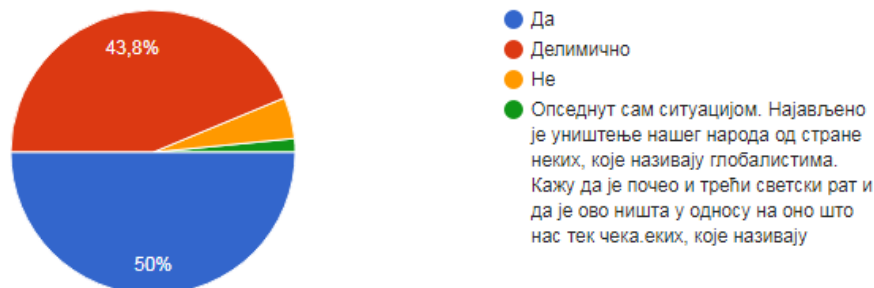 43,8%
50%
Да
Делимично
Не
Опседнут сам ситуацијом. Најављено
је уништење нашег народа од стране
неких, које називају глобалистима.
Кажу да је почео и трећи светски рат и
да је ово ништа у односу на оно што
нас тек чека.еких, које називају